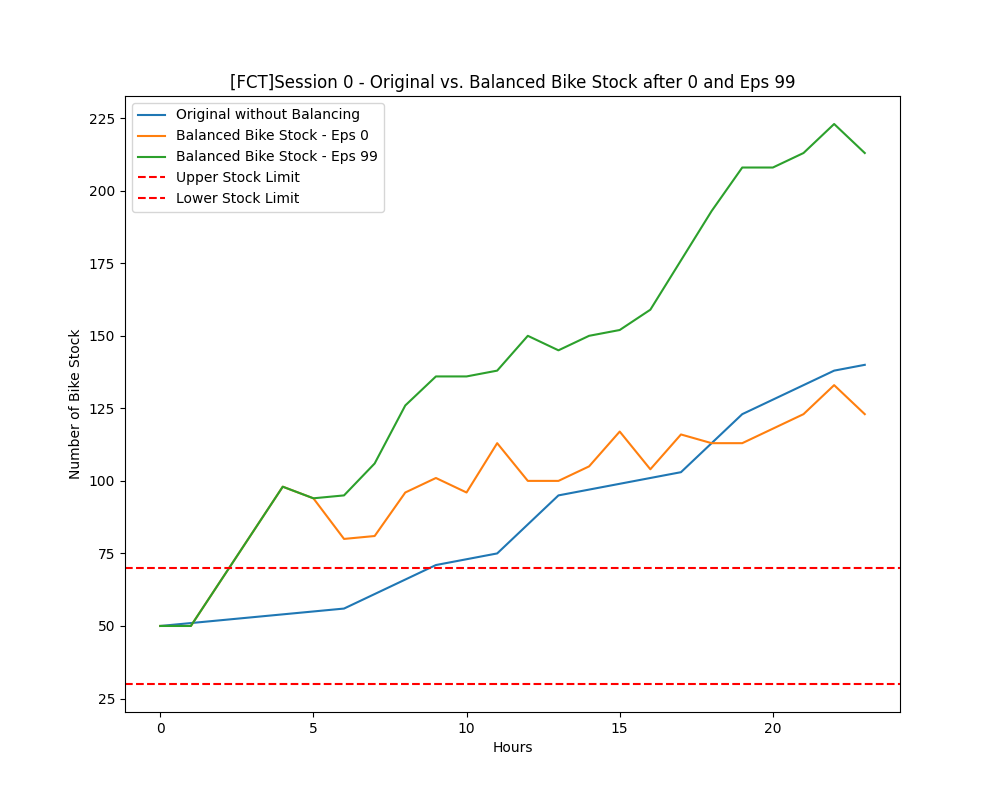 [FCT]Session 0 - Original vs. Balanced Bike Stock after 0 and Eps 99
Original without Balancing
Balanced Bike Stock - Eps 0
Balanced Bike Stock - Eps 99
Upper Stock Limit
Lower Stock Limit
225
200
175
150
125
100
75
50
25
Number of Bike Stock
0
5
10
15
20
Hours